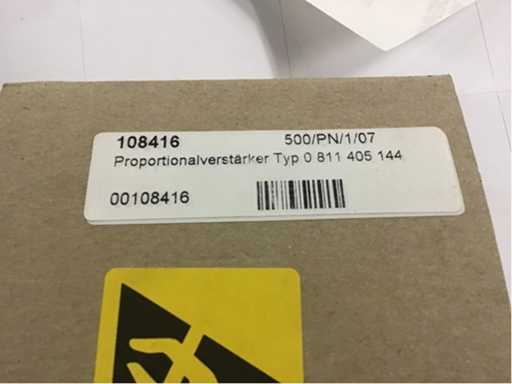 108416 500/PN/1/07
Proportionalverstärker Typ 0 811 405 144
00108416